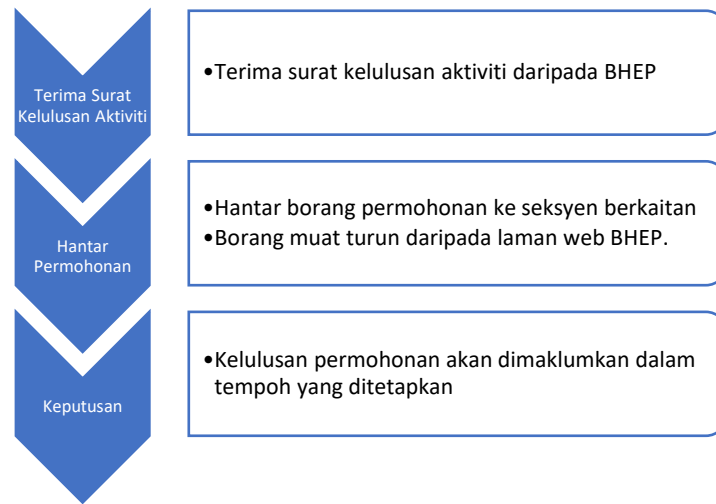 Terima Surat
Kelulusan Aktiviti
•Terima surat kelulusan aktiviti daripada BHEP
Hantar
Permohonan
•Hantar borang permohonan ke seksyen berkaitan
•Borang muat turun daripada laman web BHEP.
Keputusan
•Kelulusan permohonan akan dimaklumkan dalam
tempoh yang ditetapkan